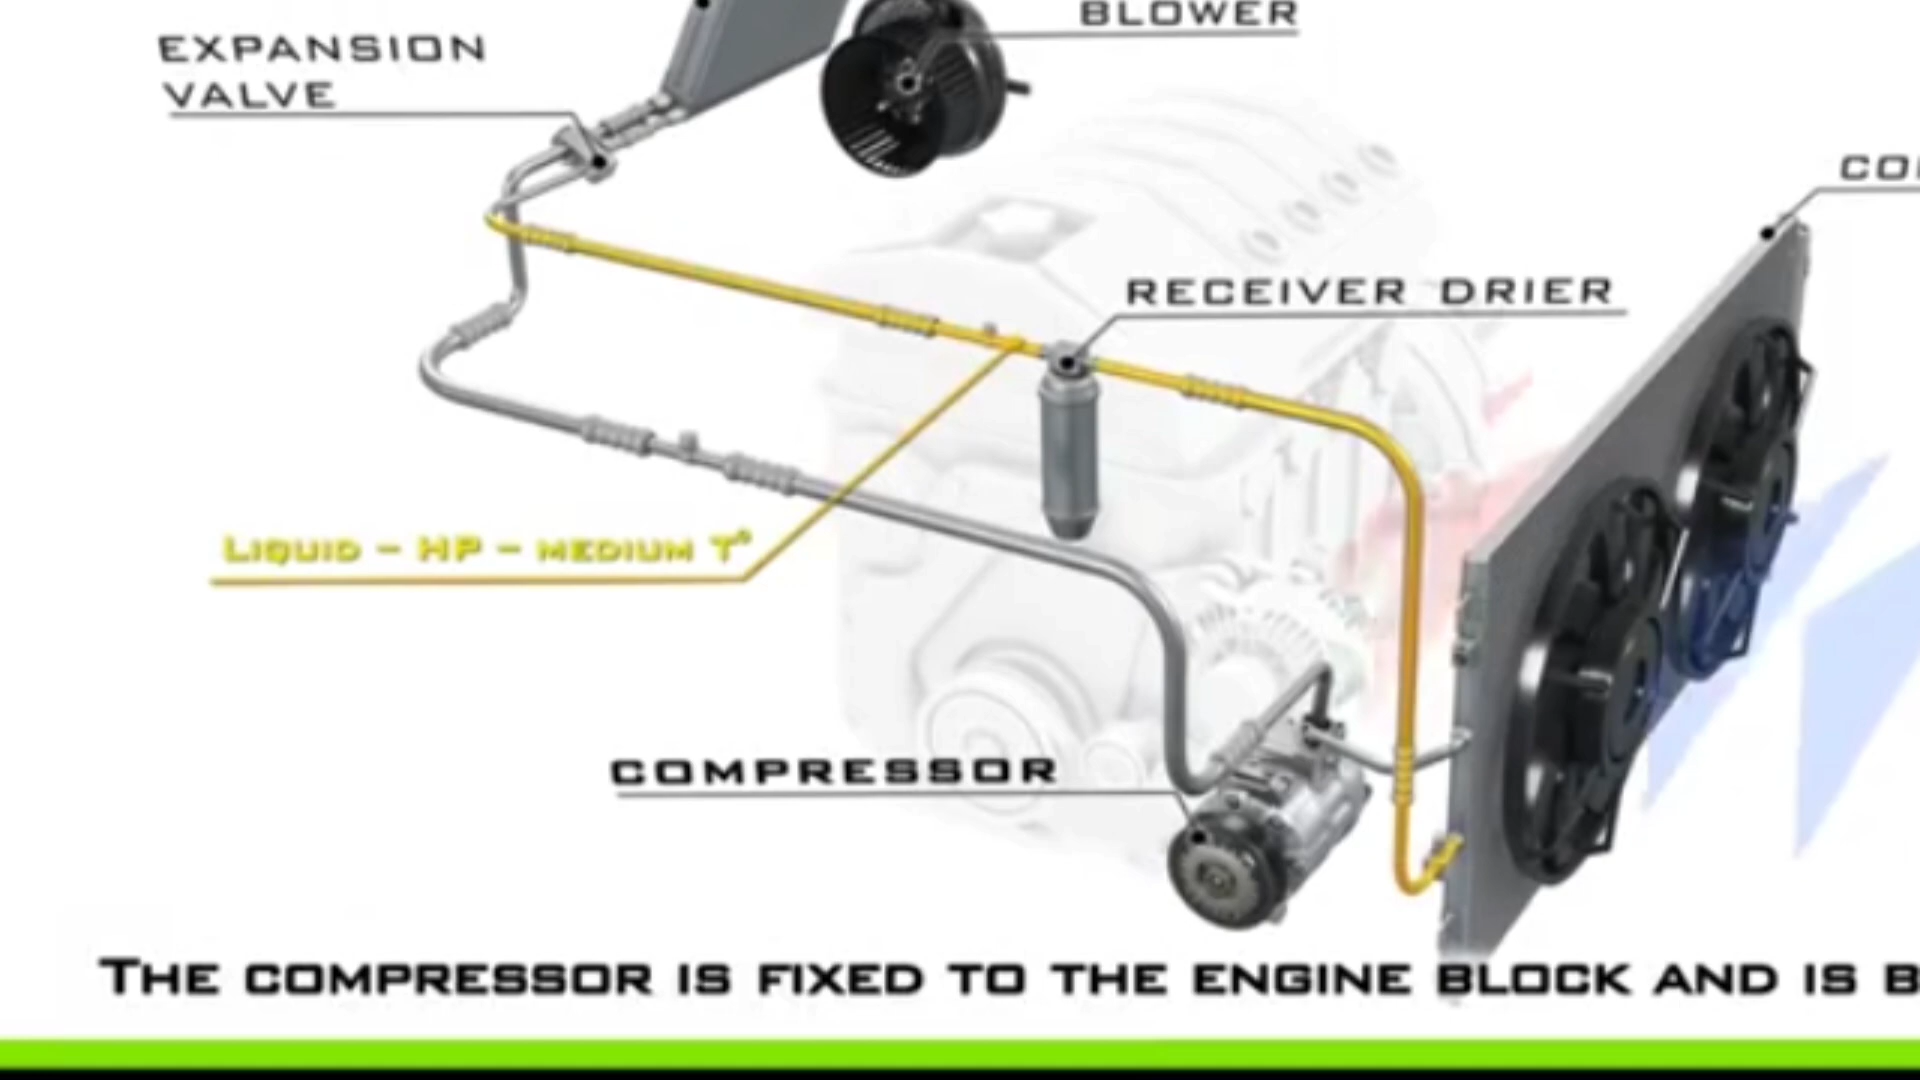 BLOWER
EXPANSION
VALVE
CO
RECEIVER DRIER
LIQUID – HP – MEDIUM T°
COMPRESSOR
THE COMPRESSOR IS FIXED TO THE ENGINE BLOCK AND IS B